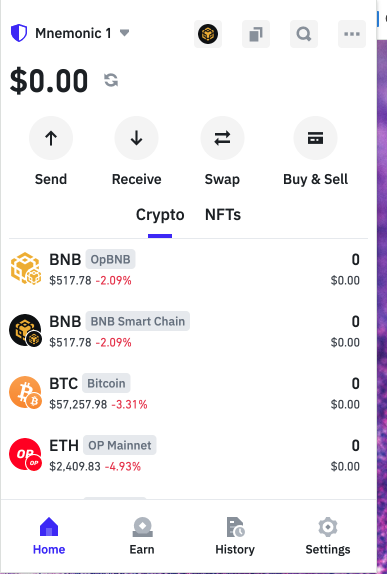 Mnemonic 1
$0.00
Send
Receive
Swap
Buy & Sell
Crypto
NFTs
BNB OpBNB 0
$517.78 -2.09% $0.00
BNB BNB Smart Chain 0
$517.78 -2.09% $0.00
BTC Bitcoin 0
$57,257.98 -3.31% $0.00
ETH OP Mainnet 0
$2,409.83 -4.93% $0.00
OP
OP
Home
Earn
History
Settings